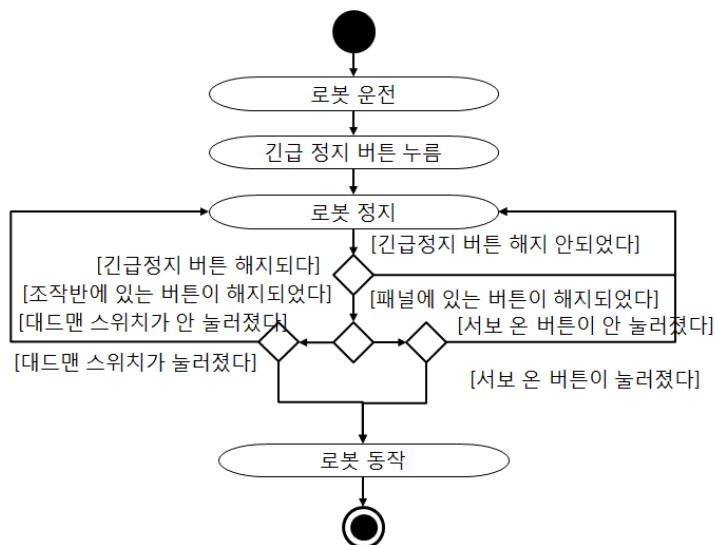 로봇 운전
긴급 정지 버튼 누름
로봇 정지
[긴급정지 버튼 해지 안되었다]
[긴급정지 버튼 해지되다]
[조작반에 있는 버튼이 해지되었다]
[패널에 있는 버튼이 해지되었다]
[대드맨 스위치가 안 눌러졌다]
[서보 온 버튼이 안 눌러졌다]
[대드맨 스위치가 눌러졌다]
[서보 온 버튼이 눌러졌다]
로봇 동작